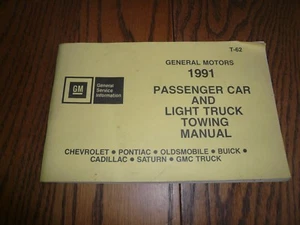 T-62
GENERAL MOTORS
1991
GM
General
Service
Information
PASSENGER CAR
AND
LIGHT TRUCK
TOWING
MANUAL
CHEVROLET • PONTIAC • OLDSMOBILE • BUICK •
CADILLAC • SATURN • GMC TRUCK